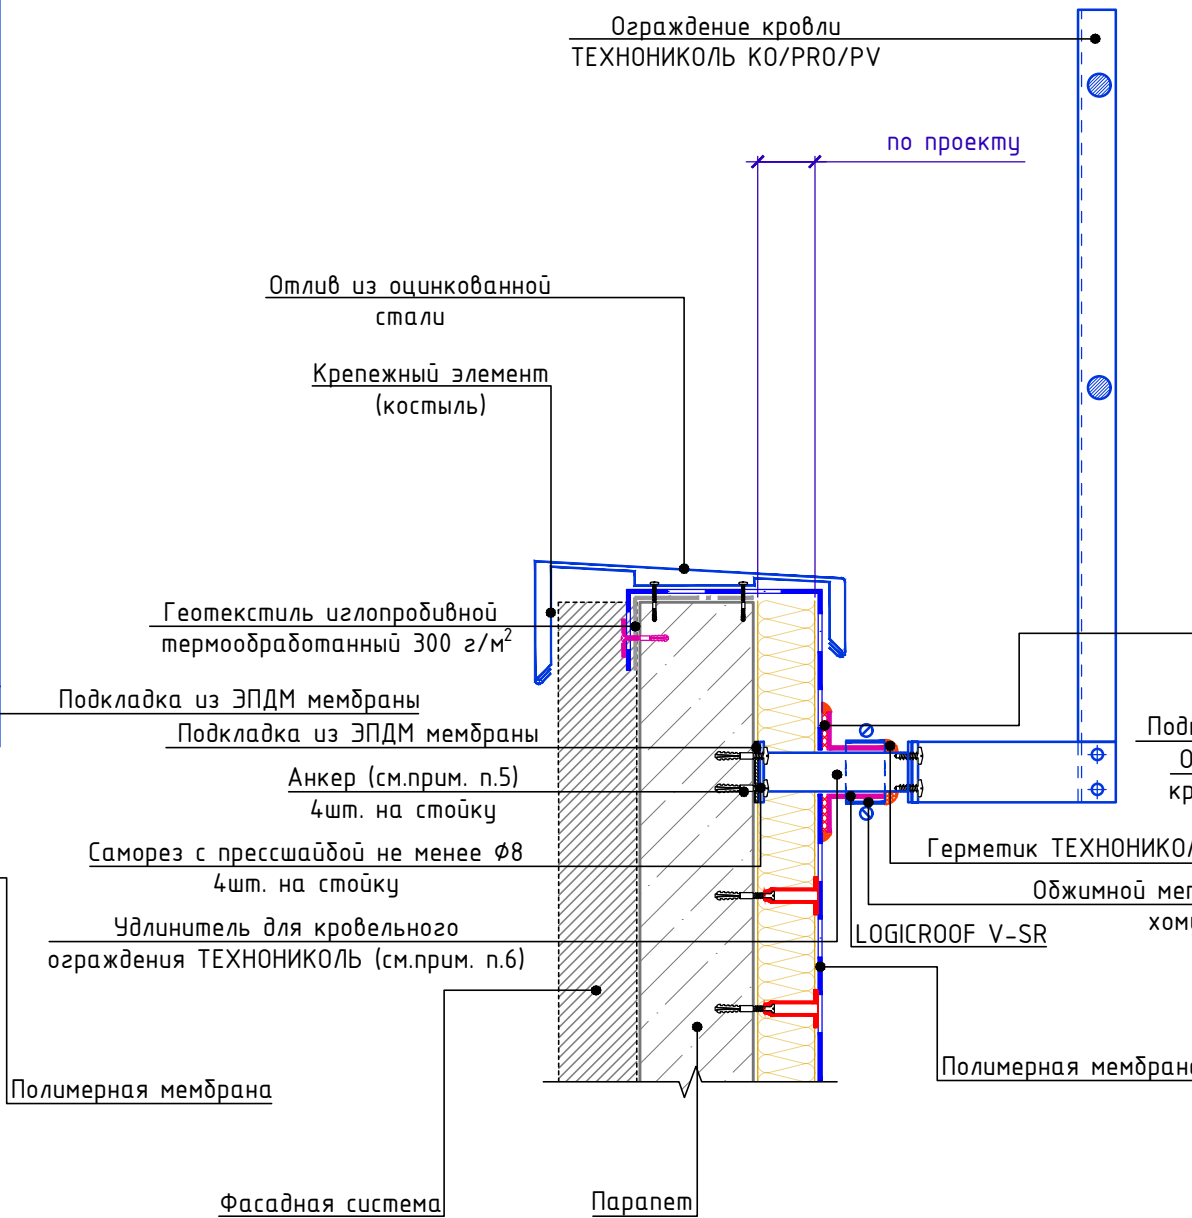 Ограждение кровли
ТЕХНОНИКОЛЬ КО/PRO/PV
по проекту
Отлив из оцинкованной
стали
Крепежный элемент
(костыль)
Геотекстиль иглопробивной
термообработанный 300 г/м²
Подкладка из ЭПДМ мембраны
Подкладка из ЭПДМ мембраны
Анкер (см.прим. п.5)
4шт. на стойку
Саморез с прессшайбой не менее Ф8
4шт. на стойку
Удлинитель для кровельного
ограждения ТЕХНОНИКОЛЬ (см.прим. п.6)
Герметик ТЕХНОНИКОЛ
LOGICROOF V-SR
Обжимной
Полимерная мембрана
Полимерная мембрана
Фасадная система
Парапет